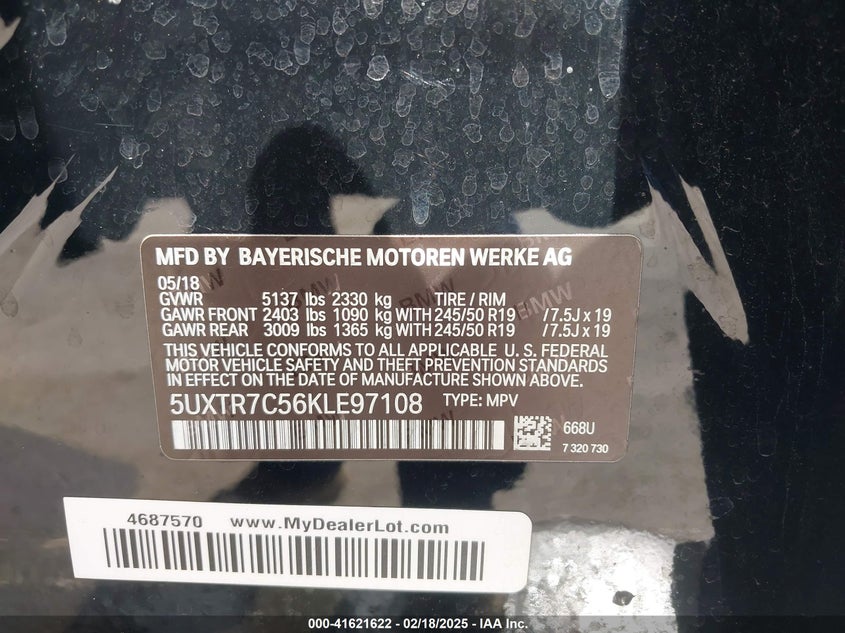 MFD BY BAYERISCHE MOTOREN WERKE AG
05/18
GVWR 5137 lbs 2330 kg TIRE / RIM
GAWR FRONT 2403 lbs 1090 kg WITH 245/50 R19 /7.5J x 19
GAWR REAR 3009 lbs 1365 kg WITH 245/50 R19 /7.5J x 19
THIS VEHICLE CONFORMS TO ALL APPLICABLE U. S. FEDERAL
MOTOR VEHICLE SAFETY AND THEFT PREVENTION STANDARDS
IN EFFECT ON THE DATE OF MANUFACTURE SHOWN ABOVE.
5UXTR7C56KLE97108 TYPE: MPV
668U
7 320 730
4687570 www.MyDealerLot.com
000-41621622 - 02/18/2025 - IAA Inc.